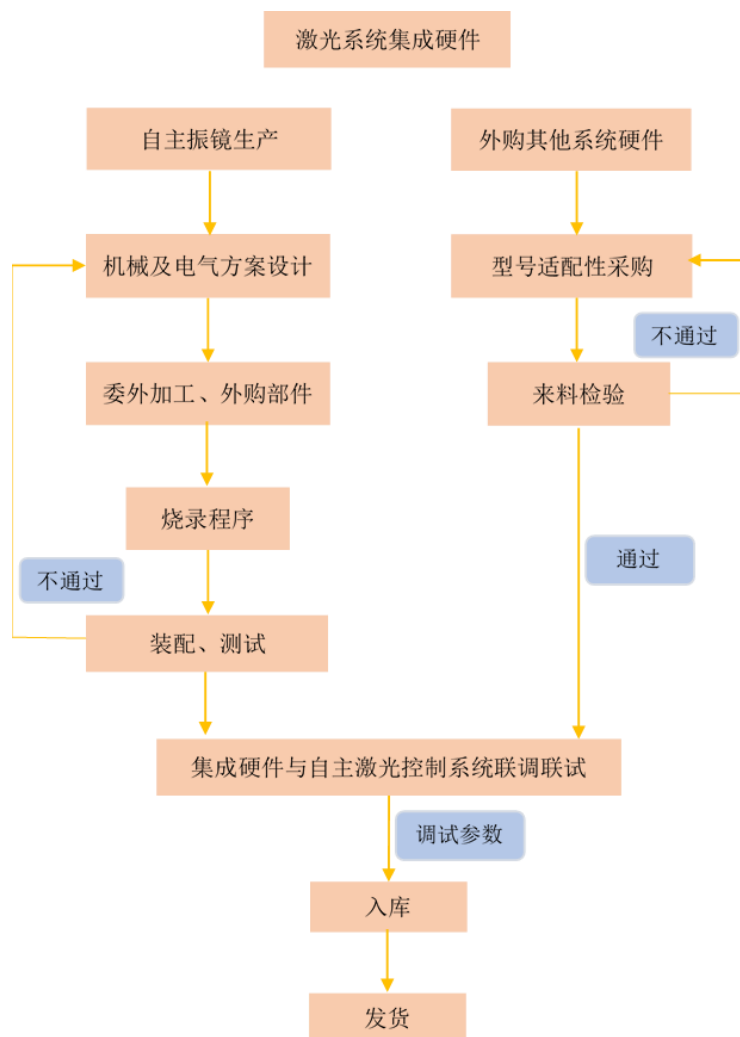 激光系统集成硬件
自主振镜生产
外购其他系统硬件
机械及电气方案设计
型号适配性采购
不通过
委外加工、外购部件
来料检验
烧录程序
通过
不通过
装配、测试
集成硬件与自主激光控制系统联调联试
调试参数
入库
发货